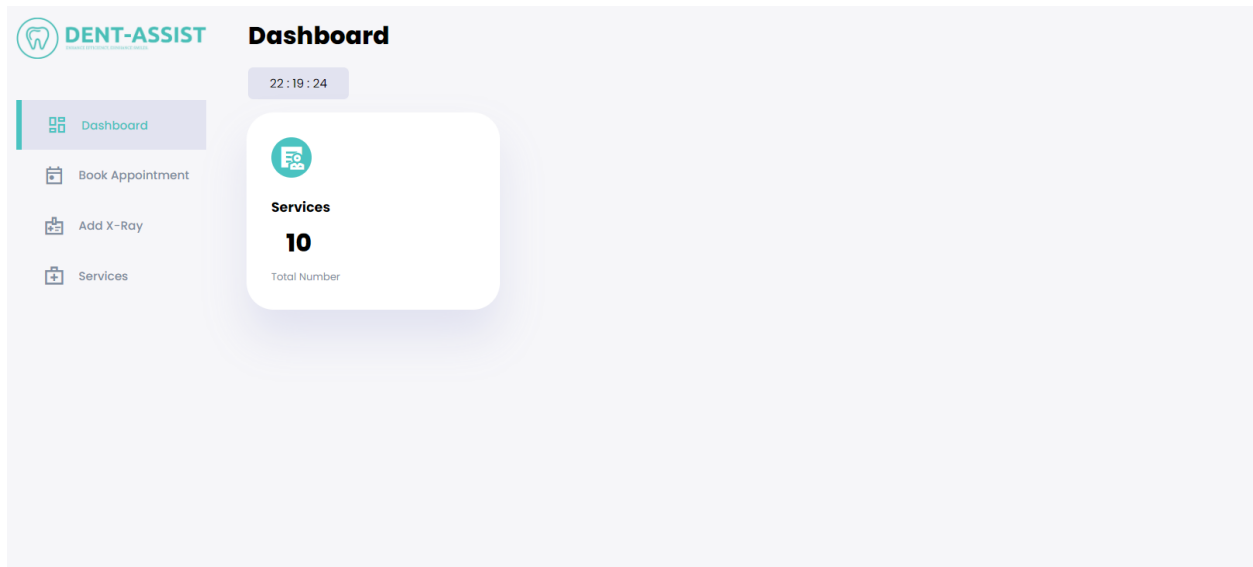 DENT-ASSIST
Dashboard
22 : 19 : 24
Dashboard
Book Appointment
Add X-Ray
Services
Services
10
Total Number